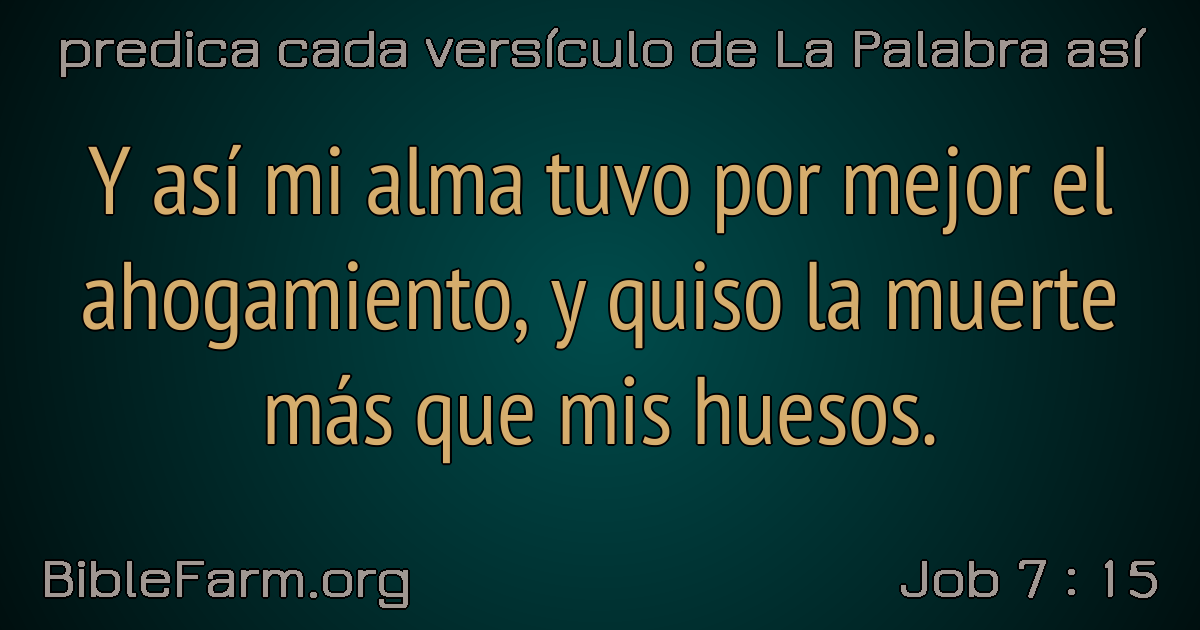 predica cada versículo de La Palabra así
Y así mi alma tuvo por mejor el
ahogamiento, y quiso la muerte
más que mis huesos.
BibleFarm.org
Job 7 : 15